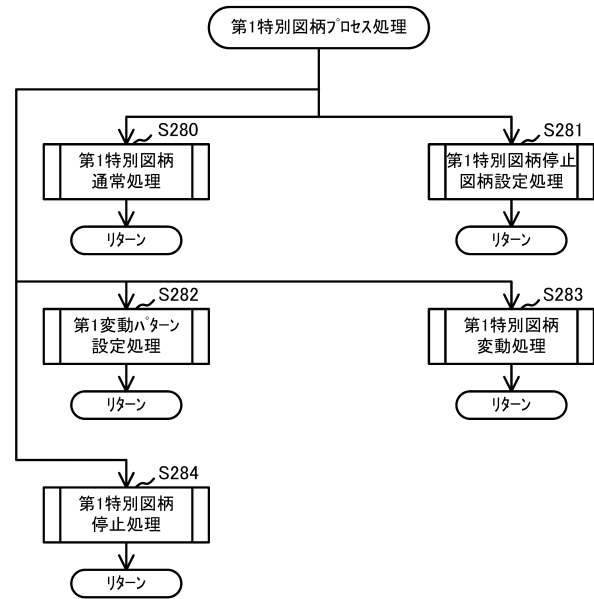 第1特別図柄プロセス処理
S280
第1特別図柄
通常処理
リターン
S281
第1特別図柄停止
図柄設定処理
リターン
S282
第1変動パターン
設定処理
リターン
S283
第1特別図柄
変動処理
リターン
S284
第1特別図柄
停止処理
リターン